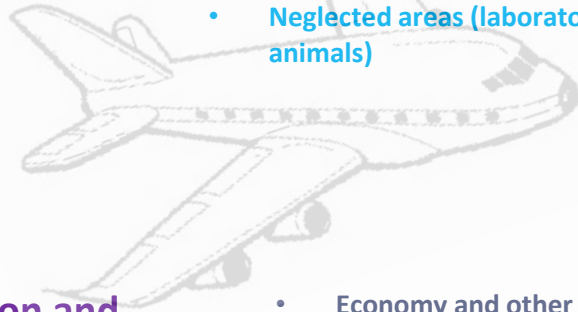 • Neglected areas (laborato
animals)
on and
• Economy and other